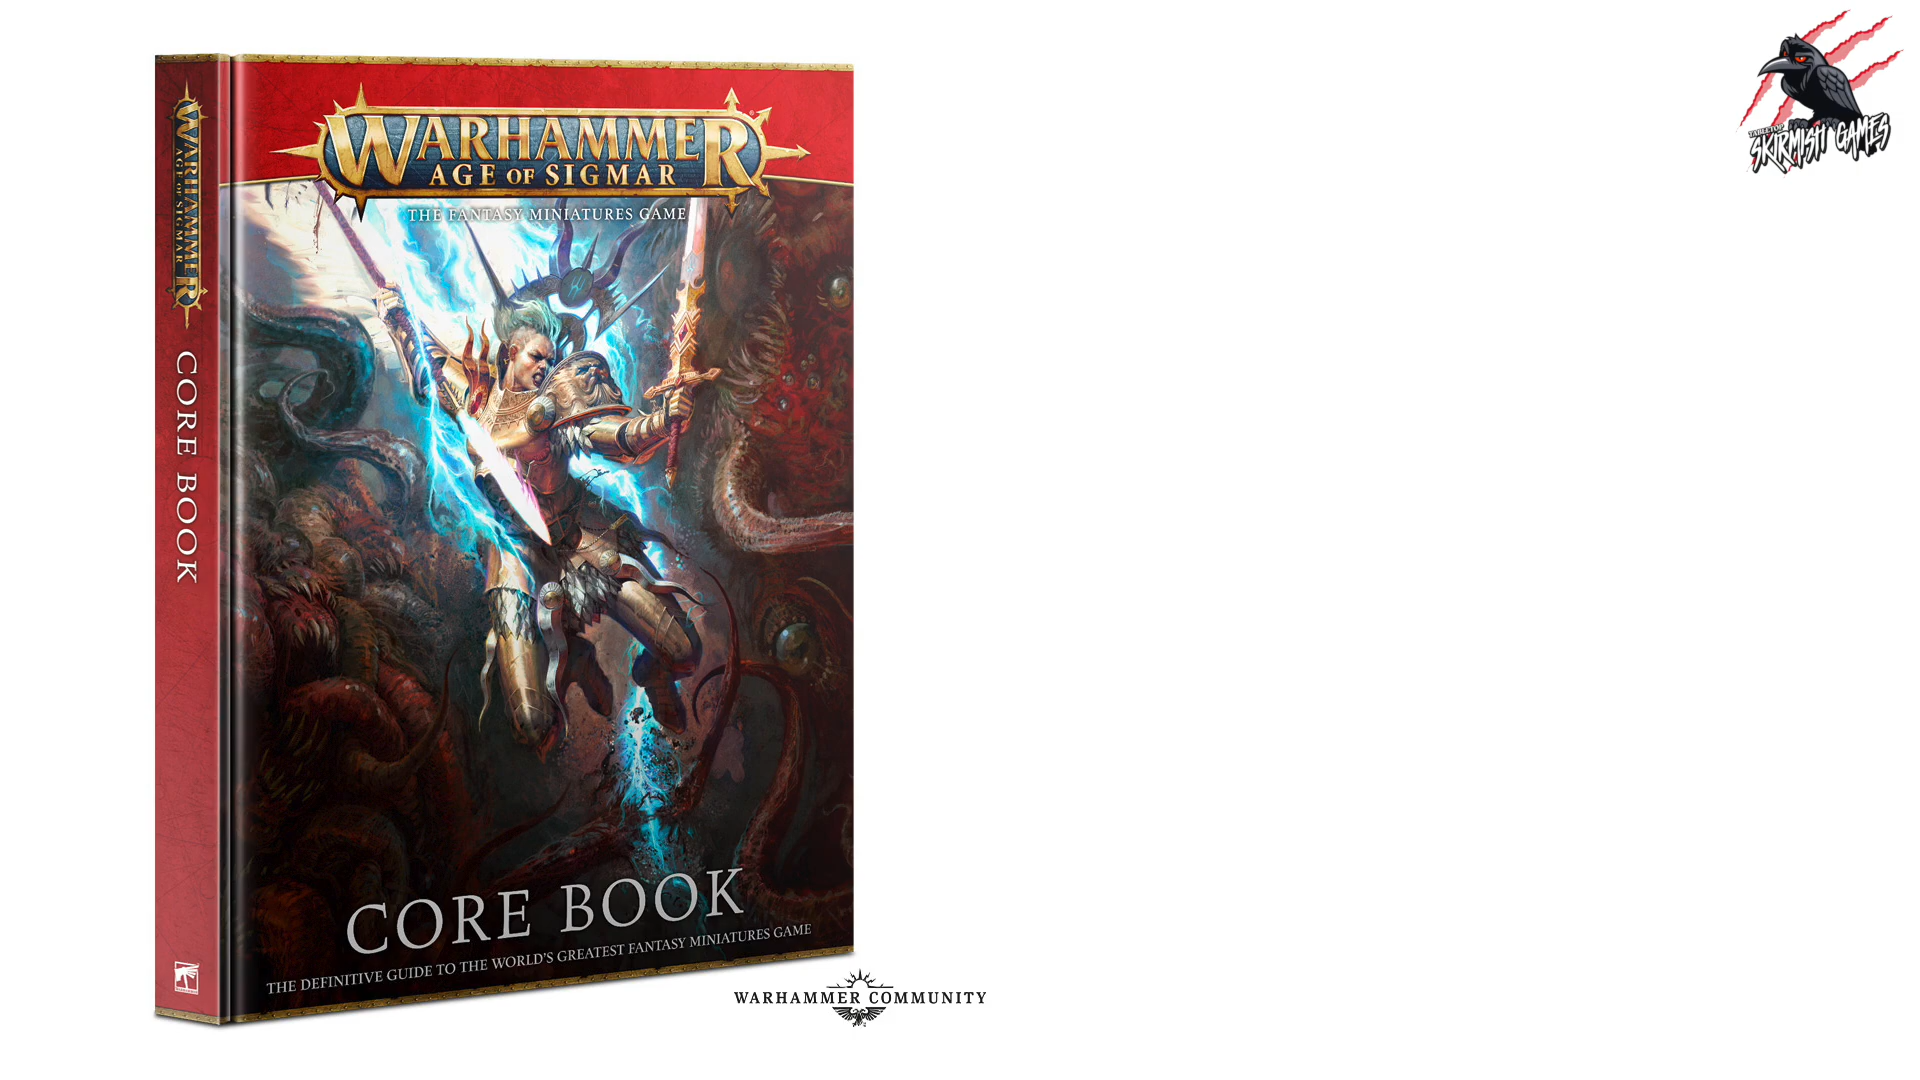 WARHAMMER
AGE OF SIGMAR
THE FANTASY MINIATURES GAME
CORE BOOK
THE DEFINITIVE GUIDE TO THE WORLD'S GREATEST FANTASY MINIATURES GAME
WARHAMMER
AGE OF SIGMAR
CORE BOOK
WARHAMMER COMMUNITY
TABLETOP
SKIRMISH GAMES